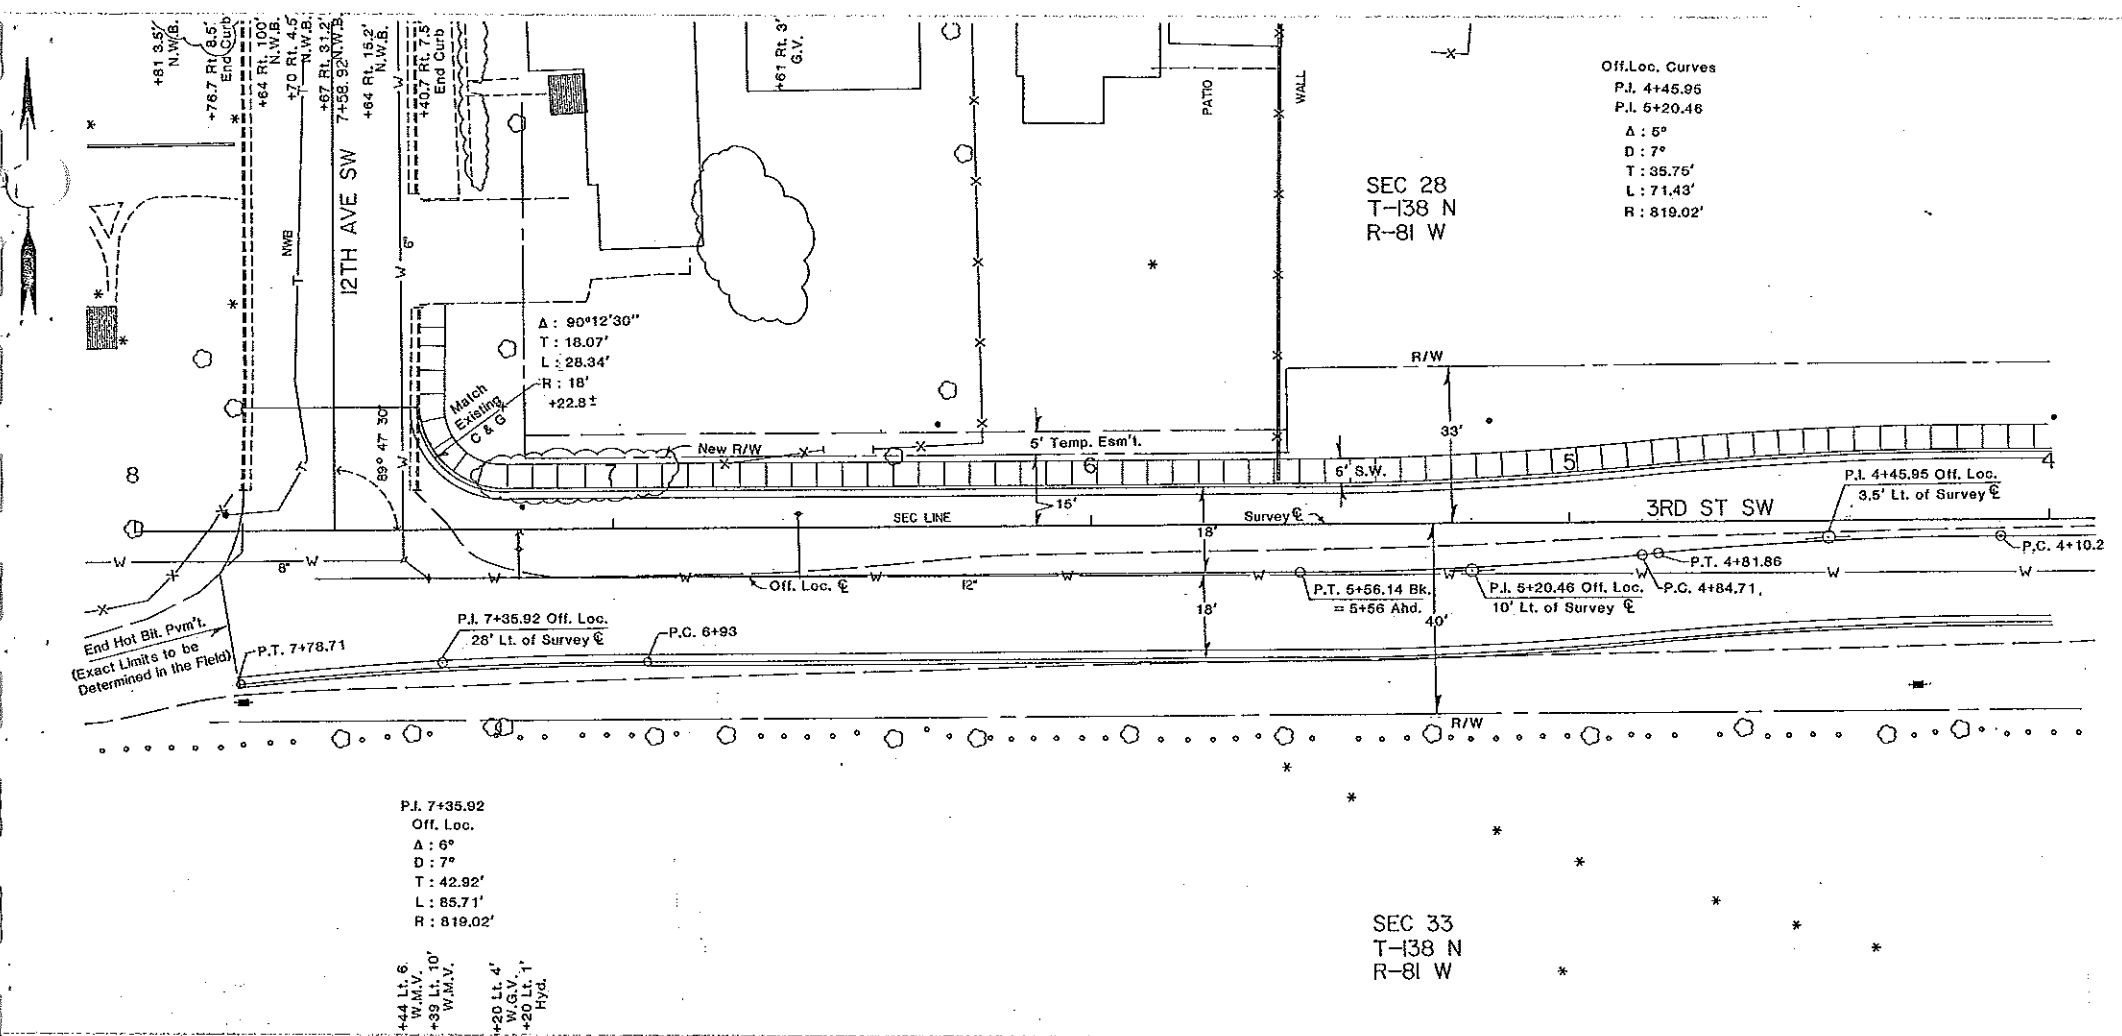 +81 3.5'
N.W.B.
+76.7 Rt 8.5'
End Curb
+64 Rt. 100'
N.W.B.
+70 Rt. 4.5'
N.W.B.
+67 Rt. 31.2'
7+58.92 N.W.B.
+64 Rt. 15.2'
N.W.B.
+40.7 Rt. 7.5'
End Curb
+61 Rt. 3'
G.V.
PATIO
WALL
Off.Loc. Curves
P.I. 4+45.95
P.I. 5+20.46
Δ : 5°
D : 7°
T : 35.75'
L : 71.43'
R : 819.02'
SEC 28
T-138 N
R-81 W
12TH AVE SW
NWB
6"
Δ : 90°12'30"
T : 18.07'
L : 28.34'
R : 18'
+22.8±
Match
Existing
C & G
89° 47' 30"
R/W
33'
New R/W
5' Temp. Esm't.
8
7
6
6' S.W.
5
4
P.I. 4+45.95 Off. Loc.
3.5' Lt. of Survey ℄
15'
SEC LINE
Survey ℄
3RD ST SW
18'
P.C. 4+10.2
P.T. 4+81.86
W
8"
W
W
W
Off. Loc. ℄
W
12"
W
W
W
W
W
W
P.T. 5+56.14 Bk.
= 5+56 Ahd.
P.I. 5+20.46 Off. Loc.
10' Lt. of Survey ℄
P.C. 4+84.71
18'
40'
P.I. 7+35.92 Off. Loc.
28' Lt. of Survey ℄
P.C. 6+93
End Hot Bit. Pvm't.
(Exact Limits to be
Determined in the Field)
P.T. 7+78.71
R/W
P.I. 7+35.92
Off. Loc.
Δ : 6°
D : 7°
T : 42.92'
L : 85.71'
R : 819.02'
SEC 33
T-138 N
R-81 W
+44 Lt. 6'
W.M.V.
+39 Lt. 10'
W.M.V.
+20 Lt. 4'
W.G.V.
+20 Lt. 1'
Hyd.